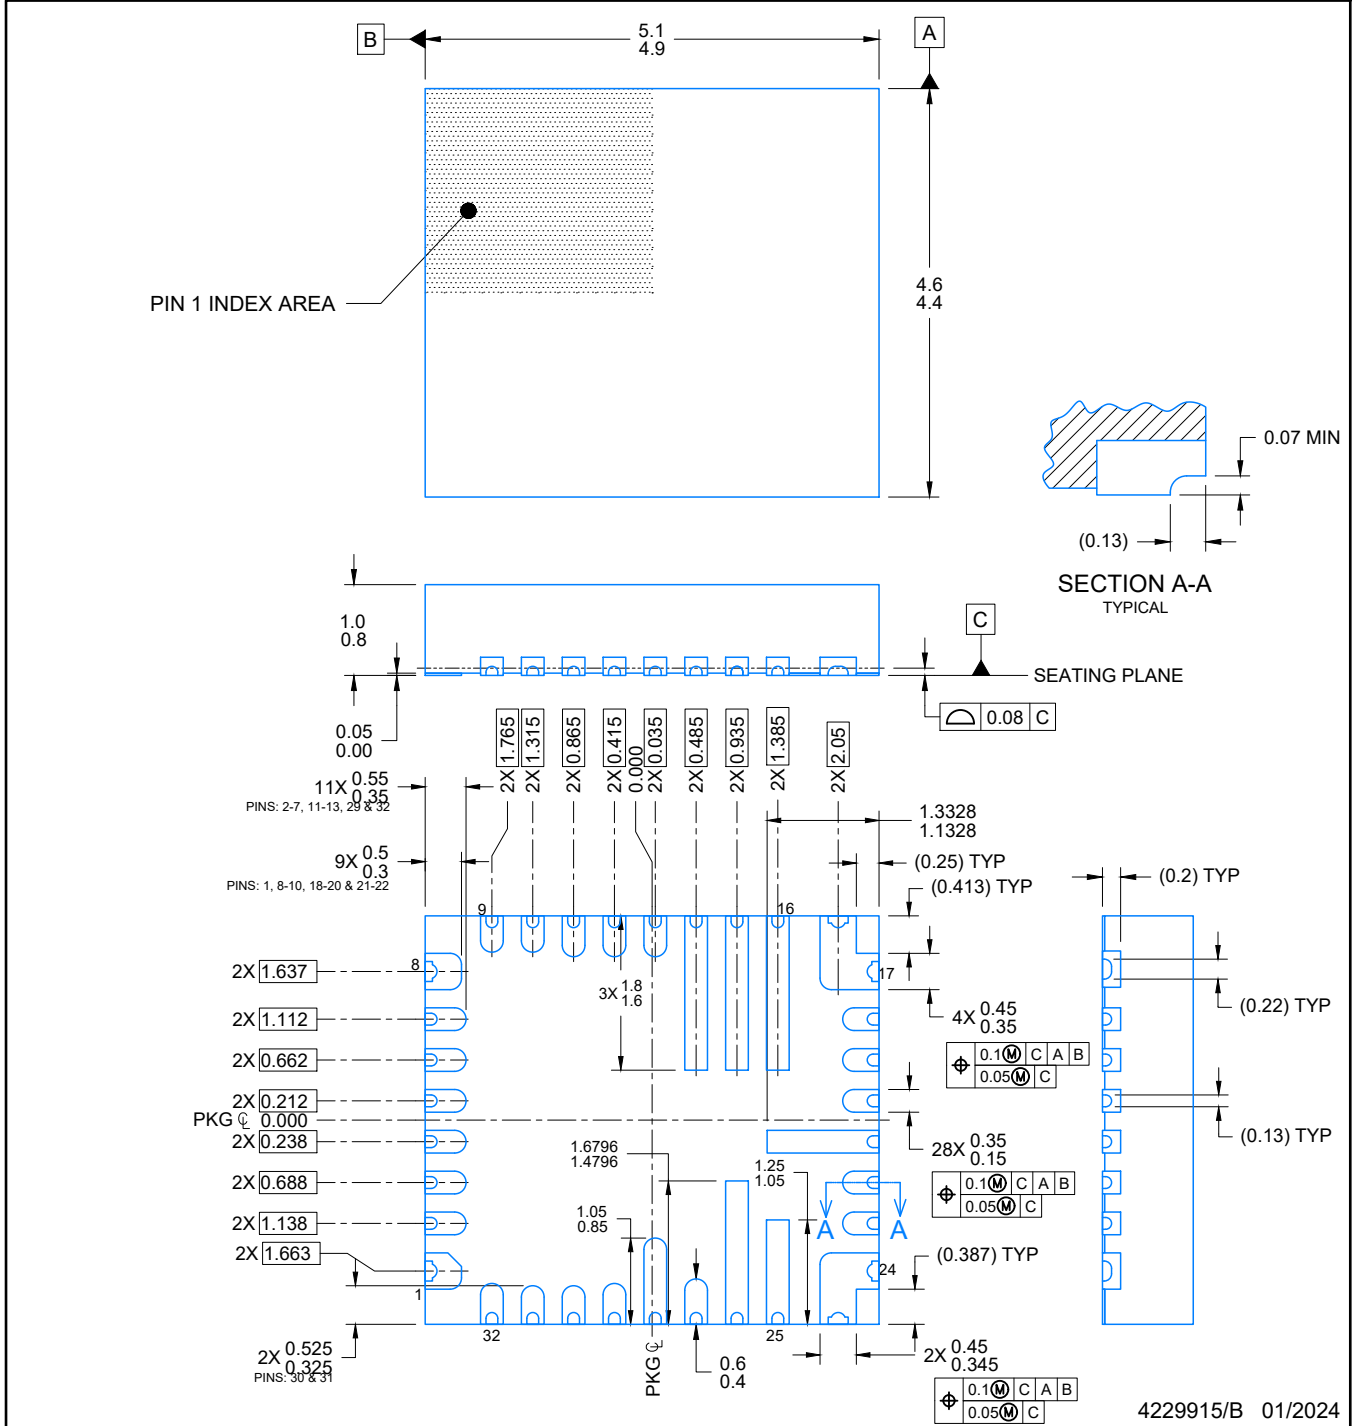 B
5.1
4.9
A
PIN 1 INDEX AREA
4.6
4.4
0.07 MIN
(0.13)
SECTION A-A
TYPICAL
1.0
0.8
C
SEATING PLANE
0.08 C
0.05
0.00
2X 1.765
2X 1.315
2X 0.865
2X 0.415
0.000
2X 0.035
2X 0.485
2X 0.935
2X 1.385
2X 2.05
11X 0.55
0.35
PINS: 2-7, 11-13, 29 & 32
1.3328
1.1328
9X 0.5
0.3
PINS: 1, 8-10, 18-20 & 21-22
(0.25) TYP
(0.413) TYP
(0.2) TYP
9
16
8
17
2X 1.637
3X 1.8
1.6
(0.22) TYP
2X 1.112
4X 0.45
0.35
0.1 Ⓜ C A B
0.05 Ⓜ C
2X 0.662
2X 0.212
PKG ℄ 0.000
2X 0.238
(0.13) TYP
28X 0.35
0.15
0.1 Ⓜ C A B
0.05 Ⓜ C
1.6796
1.4796
1.25
1.05
2X 0.688
1.05
0.85
2X 1.138
A A
2X 1.663
(0.387) TYP
1
24
32
25
2X 0.525
0.325
PINS: 30 & 31
PKG ℄
0.6
0.4
2X 0.45
0.345
0.1 Ⓜ C A B
0.05 Ⓜ C
4229915/B 01/2024